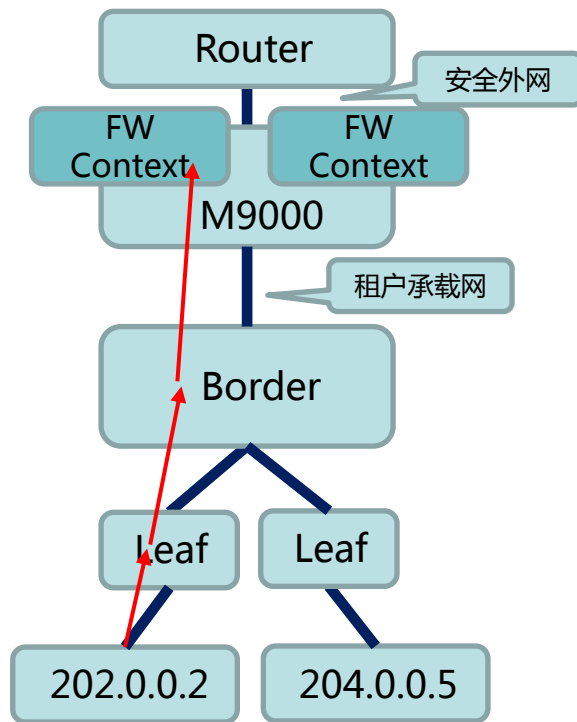 Router
安全外网
FW
Context
FW
Context
M9000
租户承载网
Border
Leaf
Leaf
202.0.0.2
204.0.0.5